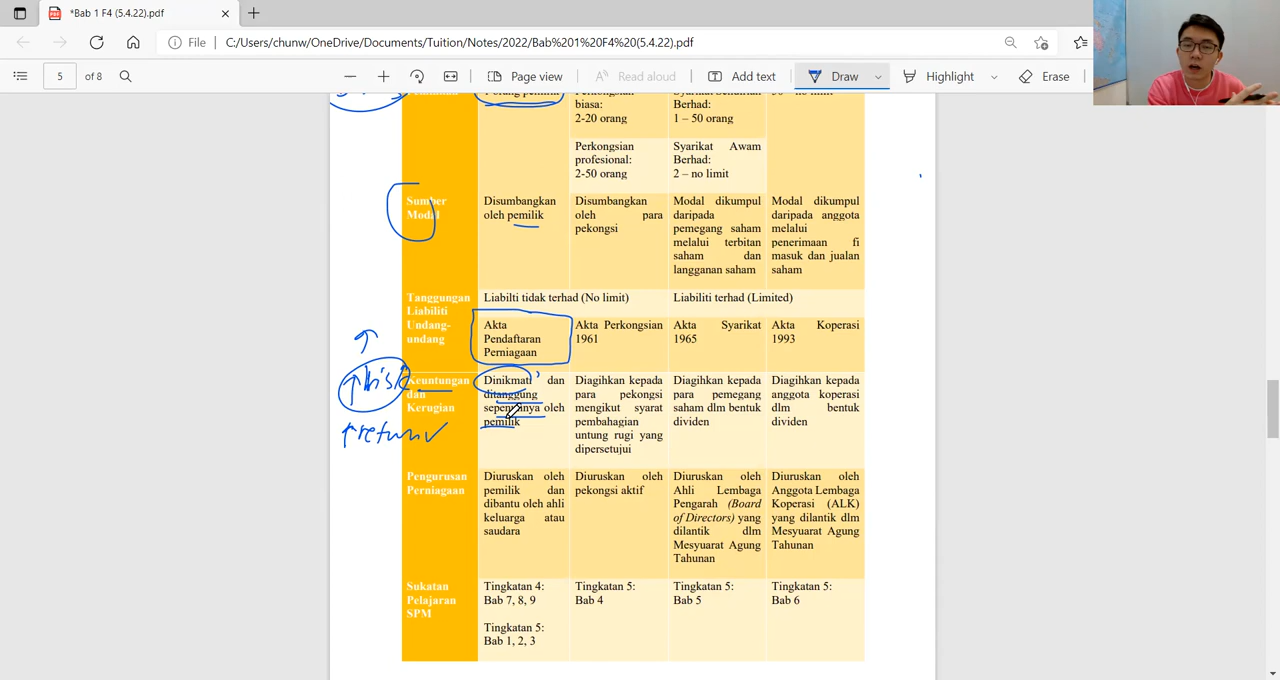 *Bab 1 F4 (5.4.22).pdf
File
C:/Users/chunw/OneDrive/Documents/Tuition/Notes/2022/Bab%201%20F4%20(5.4.22).pdf
5 of 8
Page view
Read aloud
Add text
Draw
Highlight
Erase
biasa:
2-20 orang
Berhad:
1 – 50 orang
Perkongsian
profesional:
2-50 orang
Syarikat Awam
Berhad:
2 – no limit
Sumber
Modal
Disumbangkan
oleh pemilik
Disumbangkan
oleh para
pekongsi
Modal dikumpul
daripada
pemegang saham
melalui terbitan
saham dan
langganan saham
Modal dikumpul
daripada anggota
melalui
penerimaan fi
masuk dan jualan
saham
Tanggungan
Liabiliti
Liabilti tidak terhad (No limit)
Liabiliti terhad (Limited)
Undang-
undang
Akta
Pendaftaran
Perniagaan
Akta Perkongsian
1961
Akta Syarikat
1965
Akta Koperasi
1993
Keuntungan
dan
Kerugian
Dinikmati dan
ditanggung
sepenuhnya oleh
pemilik
Diagihkan kepada
para pekongsi
mengikut syarat
pembahagian
untung rugi yang
dipersetujui
Diagihkan kepada
para pemegang
saham dlm bentuk
dividen
Diagihkan kepada
anggota koperasi
dlm bentuk
dividen
↑
↑ return ✓
Pengurusan
Perniagaan
Diuruskan oleh
pemilik dan
dibantu oleh ahli
keluarga atau
saudara
Diuruskan oleh
pekongsi aktif
Diuruskan oleh
Ahli Lembaga
Pengarah (Board
of Directors) yang
dilantik dlm
Mesyuarat Agung
Tahunan
Diuruskan oleh
Anggota Lembaga
Koperasi (ALK)
yang dilantik dlm
Mesyuarat Agung
Tahunan
Sukatan
Pelajaran
SPM
Tingkatan 4:
Bab 7, 8, 9
Tingkatan 5:
Bab 1, 2, 3
Tingkatan 5:
Bab 4
Tingkatan 5:
Bab 5
Tingkatan 5:
Bab 6